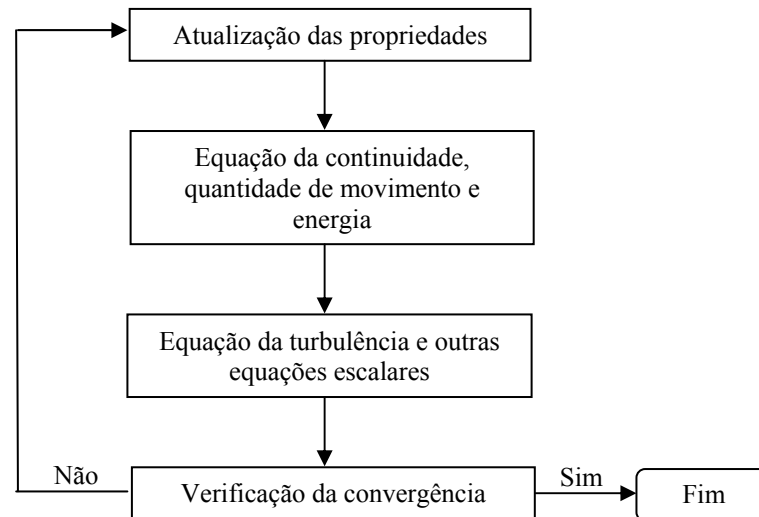 Atualização das propriedades
Equação da continuidade,
quantidade de movimento e
energia
Equação da turbulência e outras
equações escalares
Não
Verificação da convergência
Sim
Fim